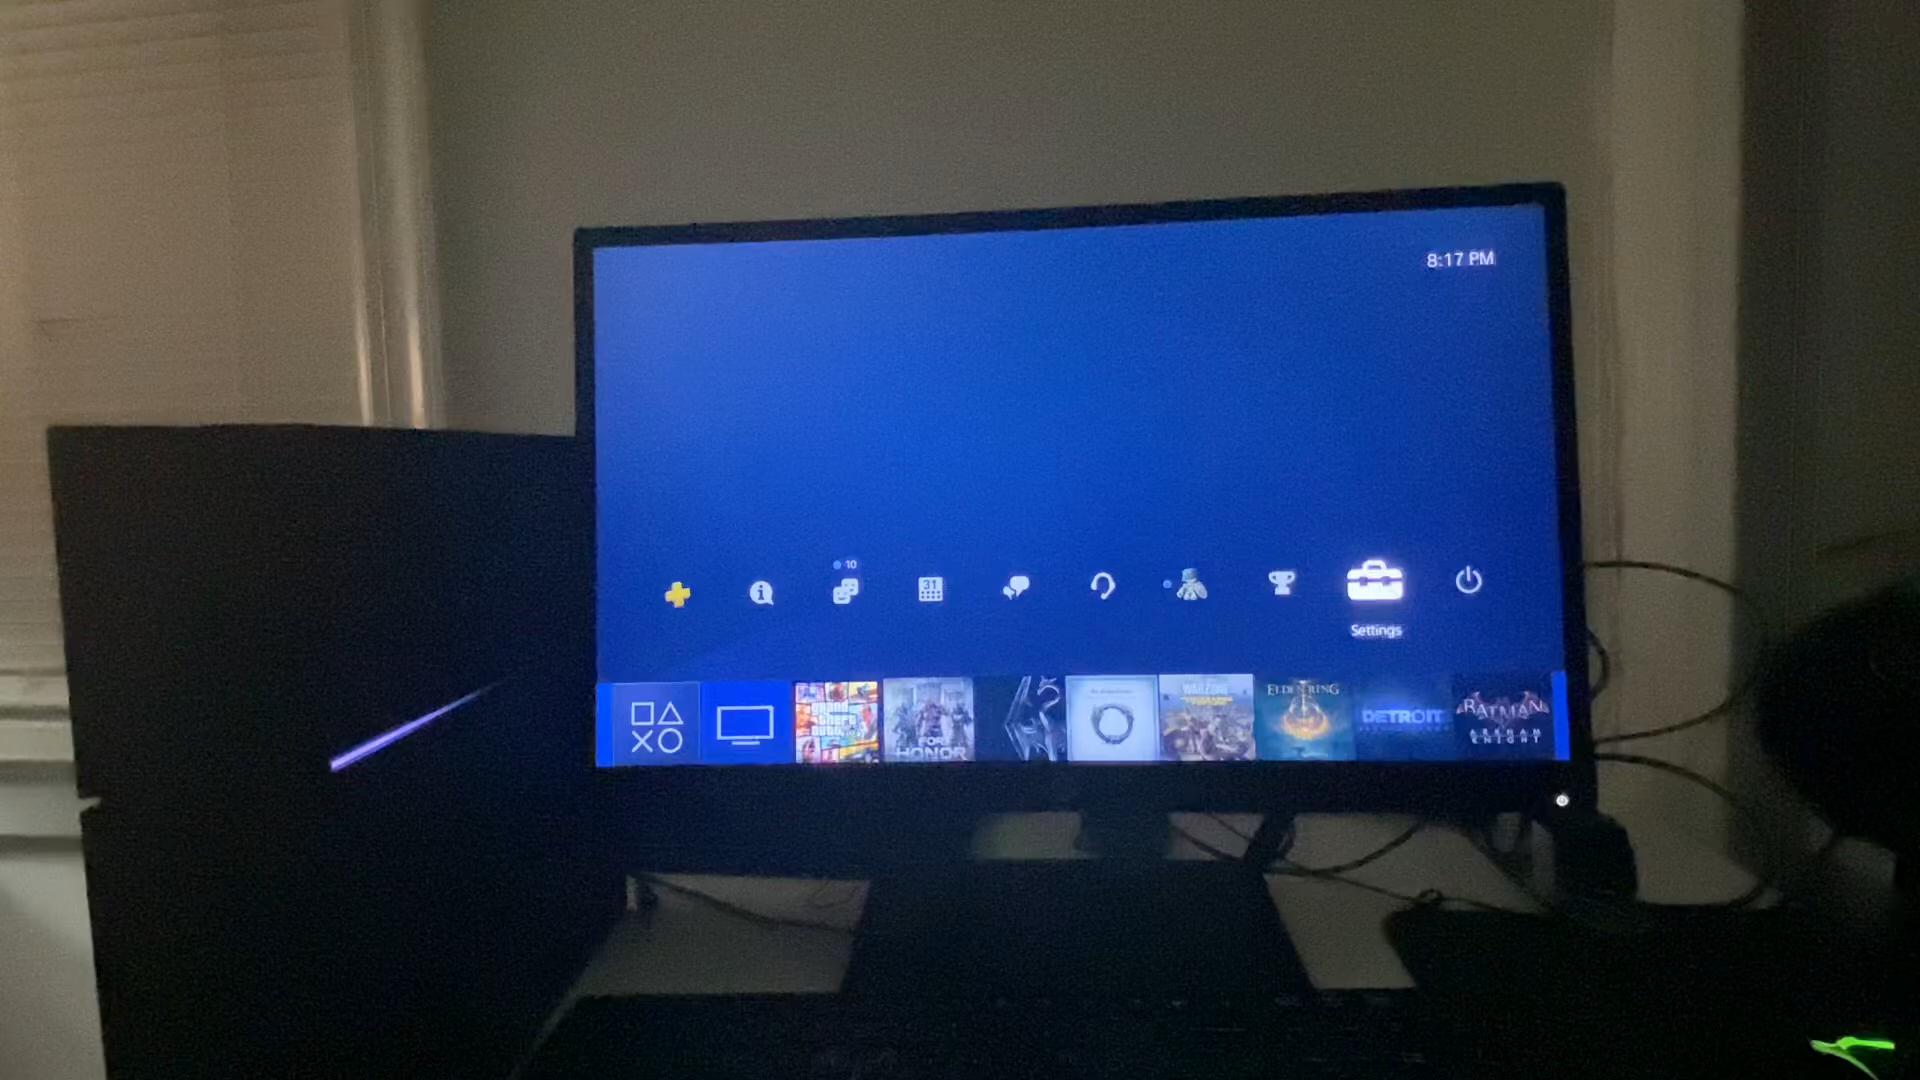 8:17 PM
10
31
Settings
grand
theft
auto
FOR
HONOR
WARZONE
ELDEN RING
DETROIT
BATMAN
ARKHAM
KNIGHT